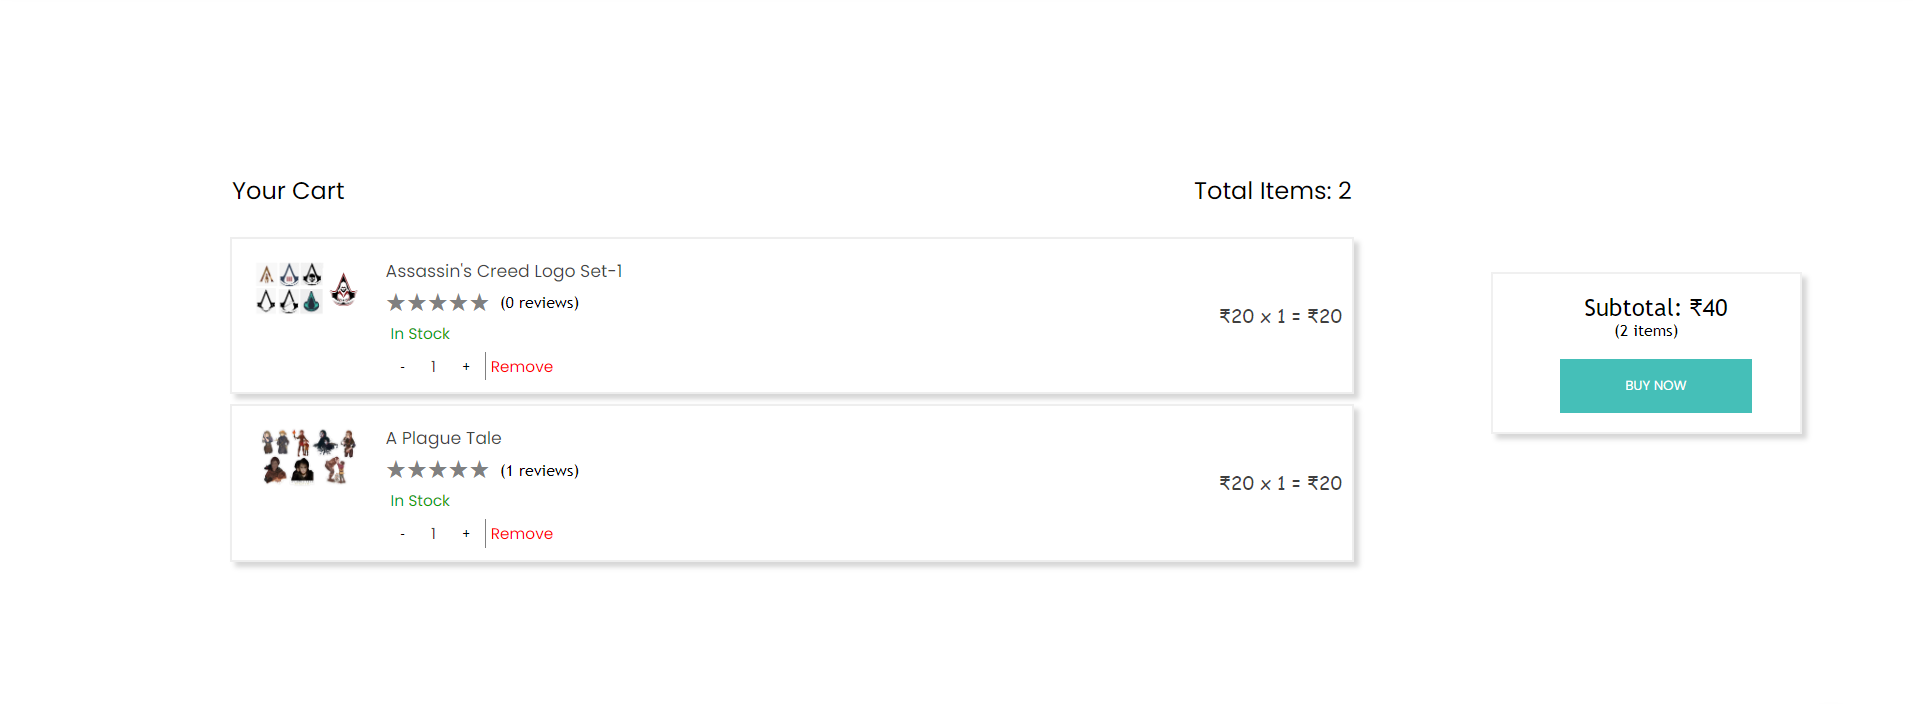 Your Cart
Total Items: 2
Assassin's Creed Logo Set-1
★★★★★ (0 reviews)
In Stock
- 1 + Remove
₹20 x 1 = ₹20
A Plague Tale
★★★★★ (1 reviews)
In Stock
- 1 + Remove
₹20 x 1 = ₹20
Subtotal: ₹40
(2 items)
BUY NOW